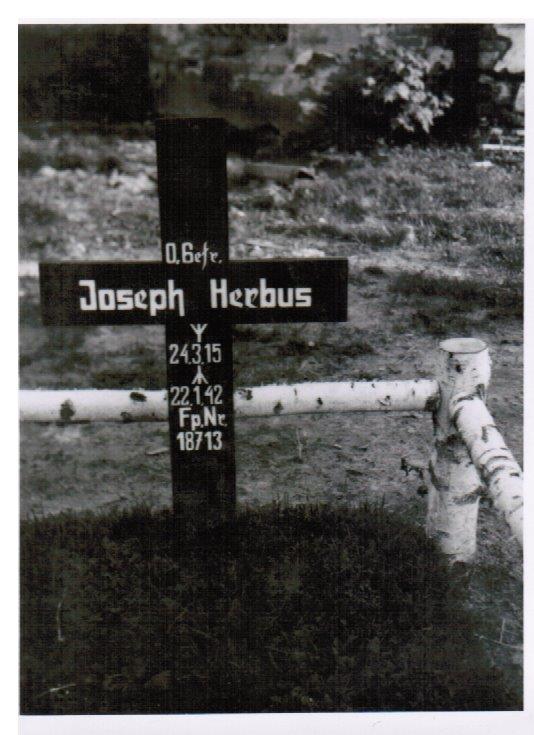 O.Gefr.
Joseph Herbus
ᛉ
24.3.15
ᛣ
22.1.42
Fp.Nr.
18713